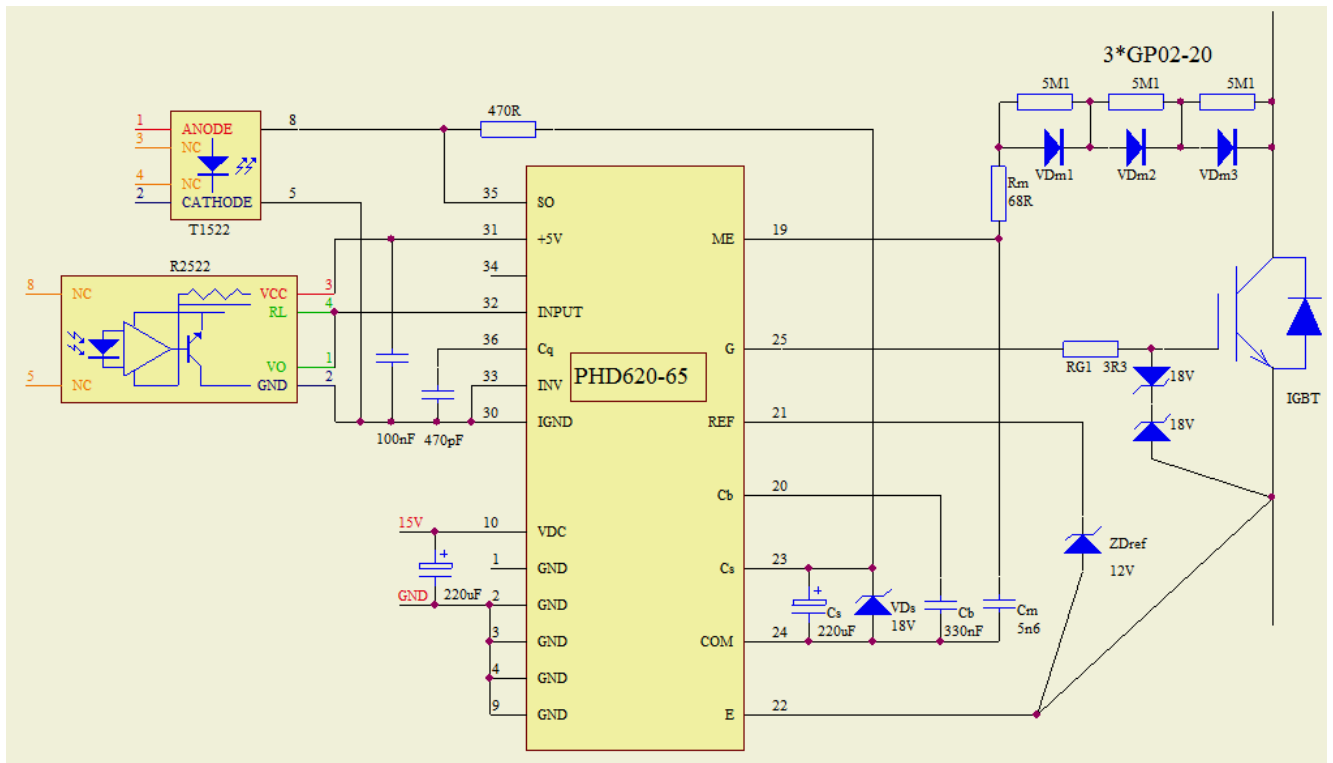 3*GP02-20
5M1 5M1 5M1
VDm1 VDm2 VDm3
Rm
68R
470R
1 ANODE 8
3 NC
4 NC
2 CATHODE 5
T1522
R2522
8 NC VCC 3
RL 4
VO 1
5 NC GND 2
100nF 470pF
35 SO
31 +5V
34
32 INPUT
36 Cq
33 INV
30 IGND
PHD620-65
ME 19
G 25
REF 21
Cb 20
Cs 23
COM 24
E 22
15V 10 VDC
1 GND
+
220uF
GND 2 GND
3 GND
4 GND
9 GND
RG1 3R3
18V
18V
IGBT
ZDref
12V
+
Cs
220uF
VDs
18V
Cb
330nF
Cm
5n6